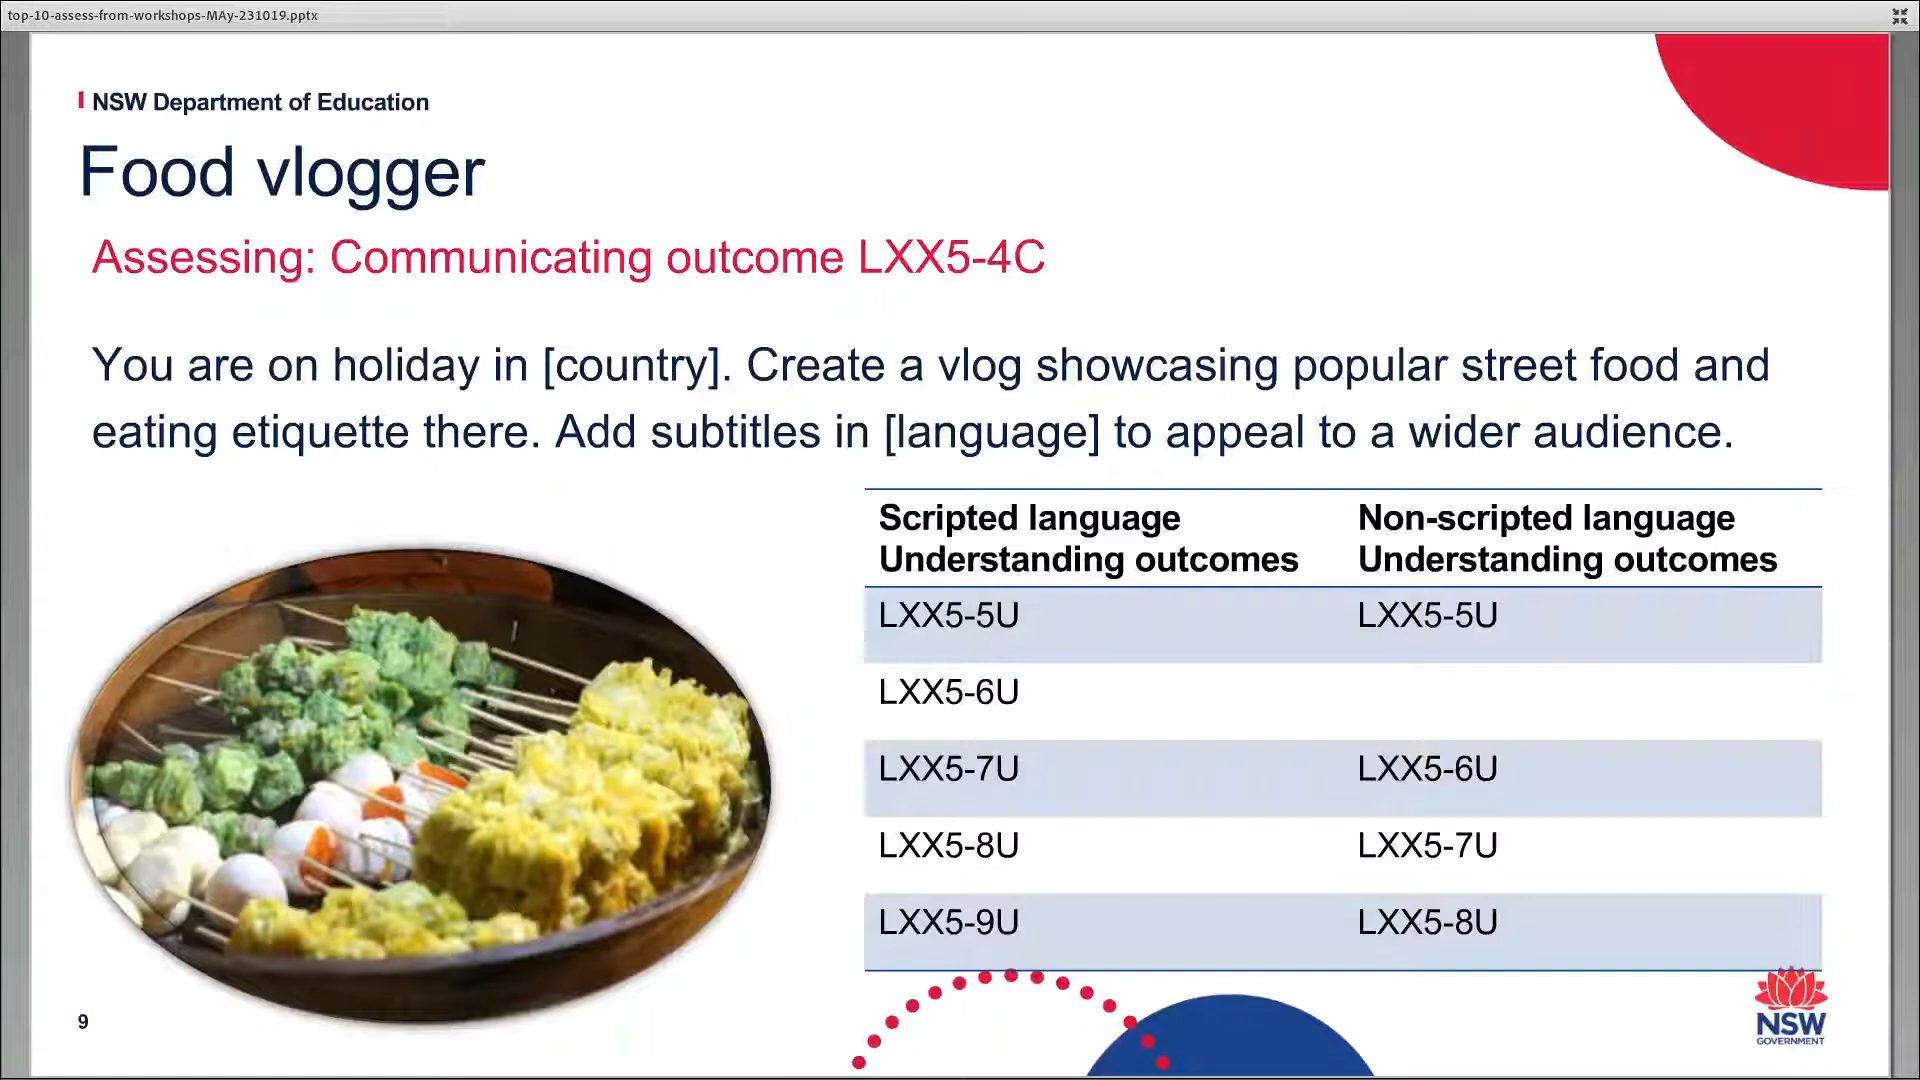 top-10-assess-from-workshops-MAy-231019.pptx
NSW Department of Education
Food vlogger
Assessing: Communicating outcome LXX5-4C
You are on holiday in [country]. Create a vlog showcasing popular street food and
eating etiquette there. Add subtitles in [language] to appeal to a wider audience.
Scripted language Non-scripted language
Understanding outcomes Understanding outcomes
LXX5-5U LXX5-5U
LXX5-6U
LXX5-7U LXX5-6U
LXX5-8U LXX5-7U
LXX5-9U LXX5-8U
9
NSW
GOVERNMENT